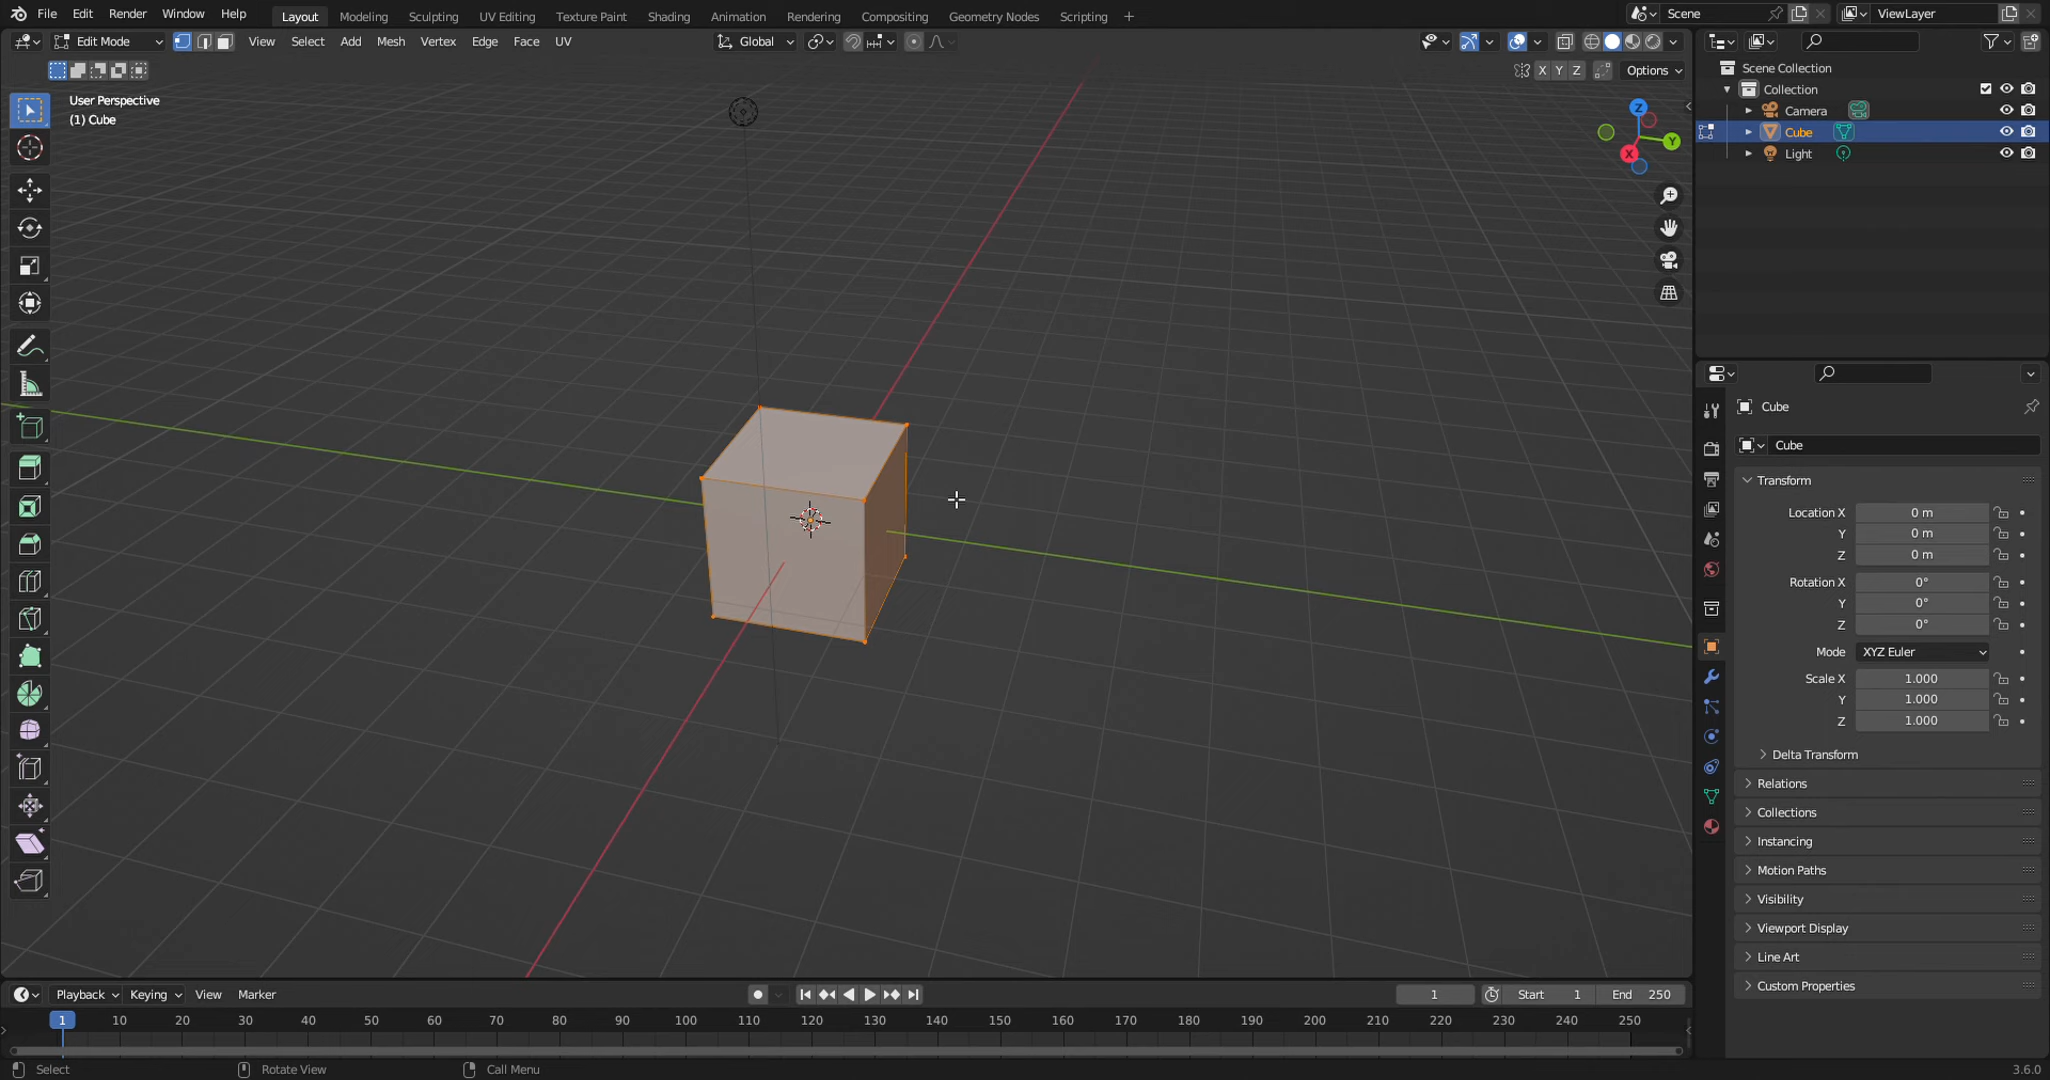 File Edit Render Window Help Layout Modeling Sculpting UV Editing Texture Paint Shading Animation Rendering Compositing Geometry Nodes Scripting + Scene ViewLayer
Edit Mode View Select Add Mesh Vertex Edge Face UV Global
X Y Z Options
User Perspective
(1) Cube
Z
Y
X
Scene Collection
Collection
Camera
Cube
Light
Cube
Cube
Transform
Location X 0 m
Y 0 m
Z 0 m
Rotation X 0°
Y 0°
Z 0°
Mode XYZ Euler
Scale X 1.000
Y 1.000
Z 1.000
Delta Transform
Relations
Collections
Instancing
Motion Paths
Visibility
Viewport Display
Line Art
Custom Properties
Playback Keying View Marker 1 Start 1 End 250
1 10 20 30 40 50 60 70 80 90 100 110 120 130 140 150 160 170 180 190 200 210 220 230 240 250
Select Rotate View Call Menu 3.6.0